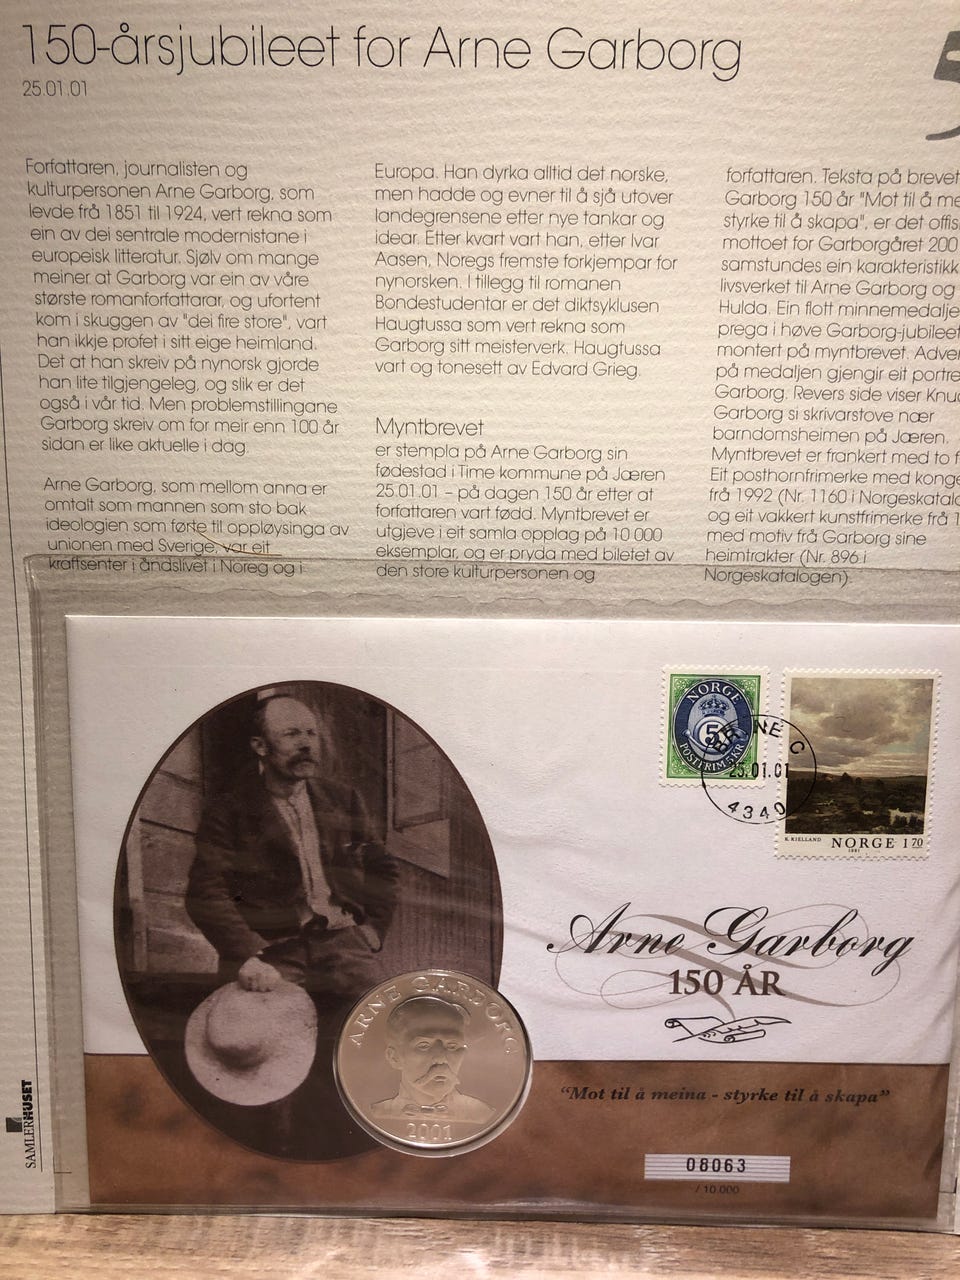 150-årsjubileet for Arne Garborg
25.01.01
5
Forfattaren, journalisten og
kulturpersonen Arne Garborg, som
levde frå 1851 til 1924, vert rekna som
ein av dei sentrale modernistane i
europeisk litteratur. Sjølv om mange
meiner at Garborg var ein av våre
største romanforfattarar, og ufortent
kom i skuggen av "dei fire store", vart
han ikkje profet i sitt eige heimland.
Det at han skreiv på nynorsk gjorde
han lite tilgjengeleg, og slik er det
også i vår tid. Men problemstillingane
Garborg skreiv om for meir enn 100 år
sidan er like aktuelle i dag.
Arne Garborg, som mellom anna er
omtalt som mannen som sto bak
ideologien som førte til oppløysinga av
unionen med Sverige, var eit
kraftsenter i åndslivet i Noreg og i
Europa. Han dyrka alltid det norske,
men hadde og evner til å sjå utover
landegrensene etter nye tankar og
idear. Etter kvart vart han, etter Ivar
Aasen, Noregs fremste forkjempar for
nynorsken. I tillegg til romanen
Bondestudentar er det diktsyklusen
Haugtussa som vert rekna som
Garborg sitt meisterverk. Haugtussa
vart og tonesett av Edvard Grieg.
Myntbrevet
er stempla på Arne Garborg sin
fødestad i Time kommune på Jæren
25.01.01 – på dagen 150 år etter at
forfattaren vart fødd. Myntbrevet er
utgjeve i eit samla opplag på 10 000
eksemplar, og er pryda med biletet av
den store kulturpersonen og
forfattaren. Teksta på brevet
Garborg 150 år "Mot til å me
styrke til å skapa", er det offis
mottoet for Garborgåret 200
samstundes ein karakteristikk
livsverket til Arne Garborg og
Hulda. Ein flott minnemedalje
prega i høve Garborg-jubileet
montert på myntbrevet. Adver
på medaljen gjengir eit portre
Garborg. Revers side viser Knu
Garborg si skrivarstove nær
barndomsheimen på Jæren.
Myntbrevet er frankert med to f
Eit posthornfrimerke med konge
frå 1992 (Nr. 1160 i Norgeskatalo
og eit vakkert kunstfrimerke frå 1
med motiv frå Garborg sine
heimtrakter (Nr. 896 i
Norgeskatalogen).
NORGE
5
POSTFRIM. 5 KR
BRYNE C
25.01.01
4340
K. KIELLAND NORGE 1 70
1981
Arne Garborg
150 ÅR
ARNE GARBORG
2001
"Mot til å meina - styrke til å skapa"
08063
/ 10.000
SAMLERHUSET